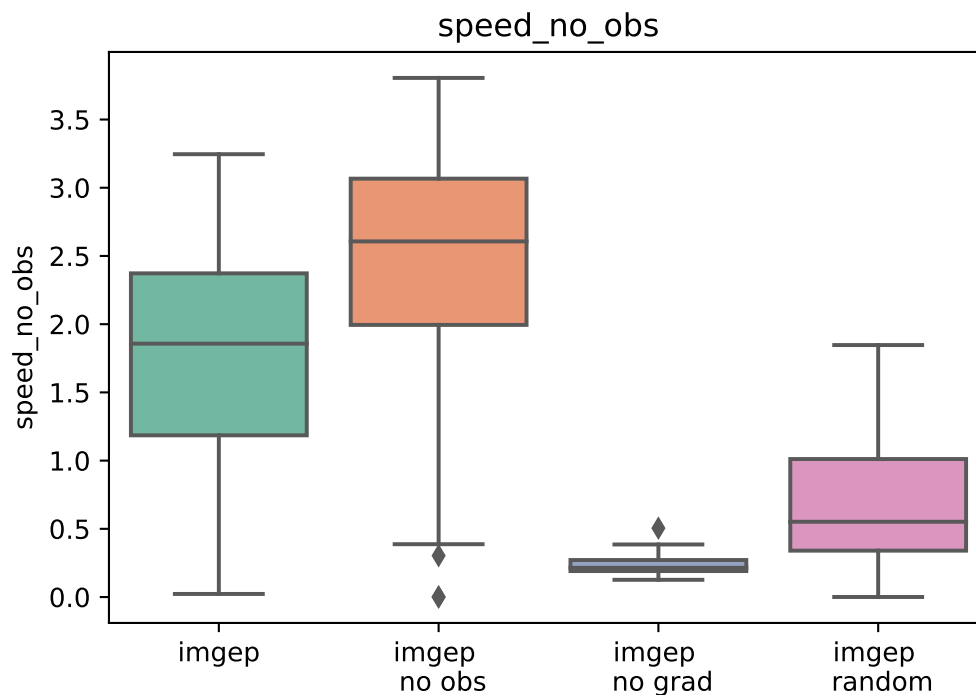 speed_no_obs
speed_no_obs
3.5
3.0
2.5
2.0
1.5
1.0
0.5
0.0
imgep
imgep
no obs
imgep
no grad
imgep
random